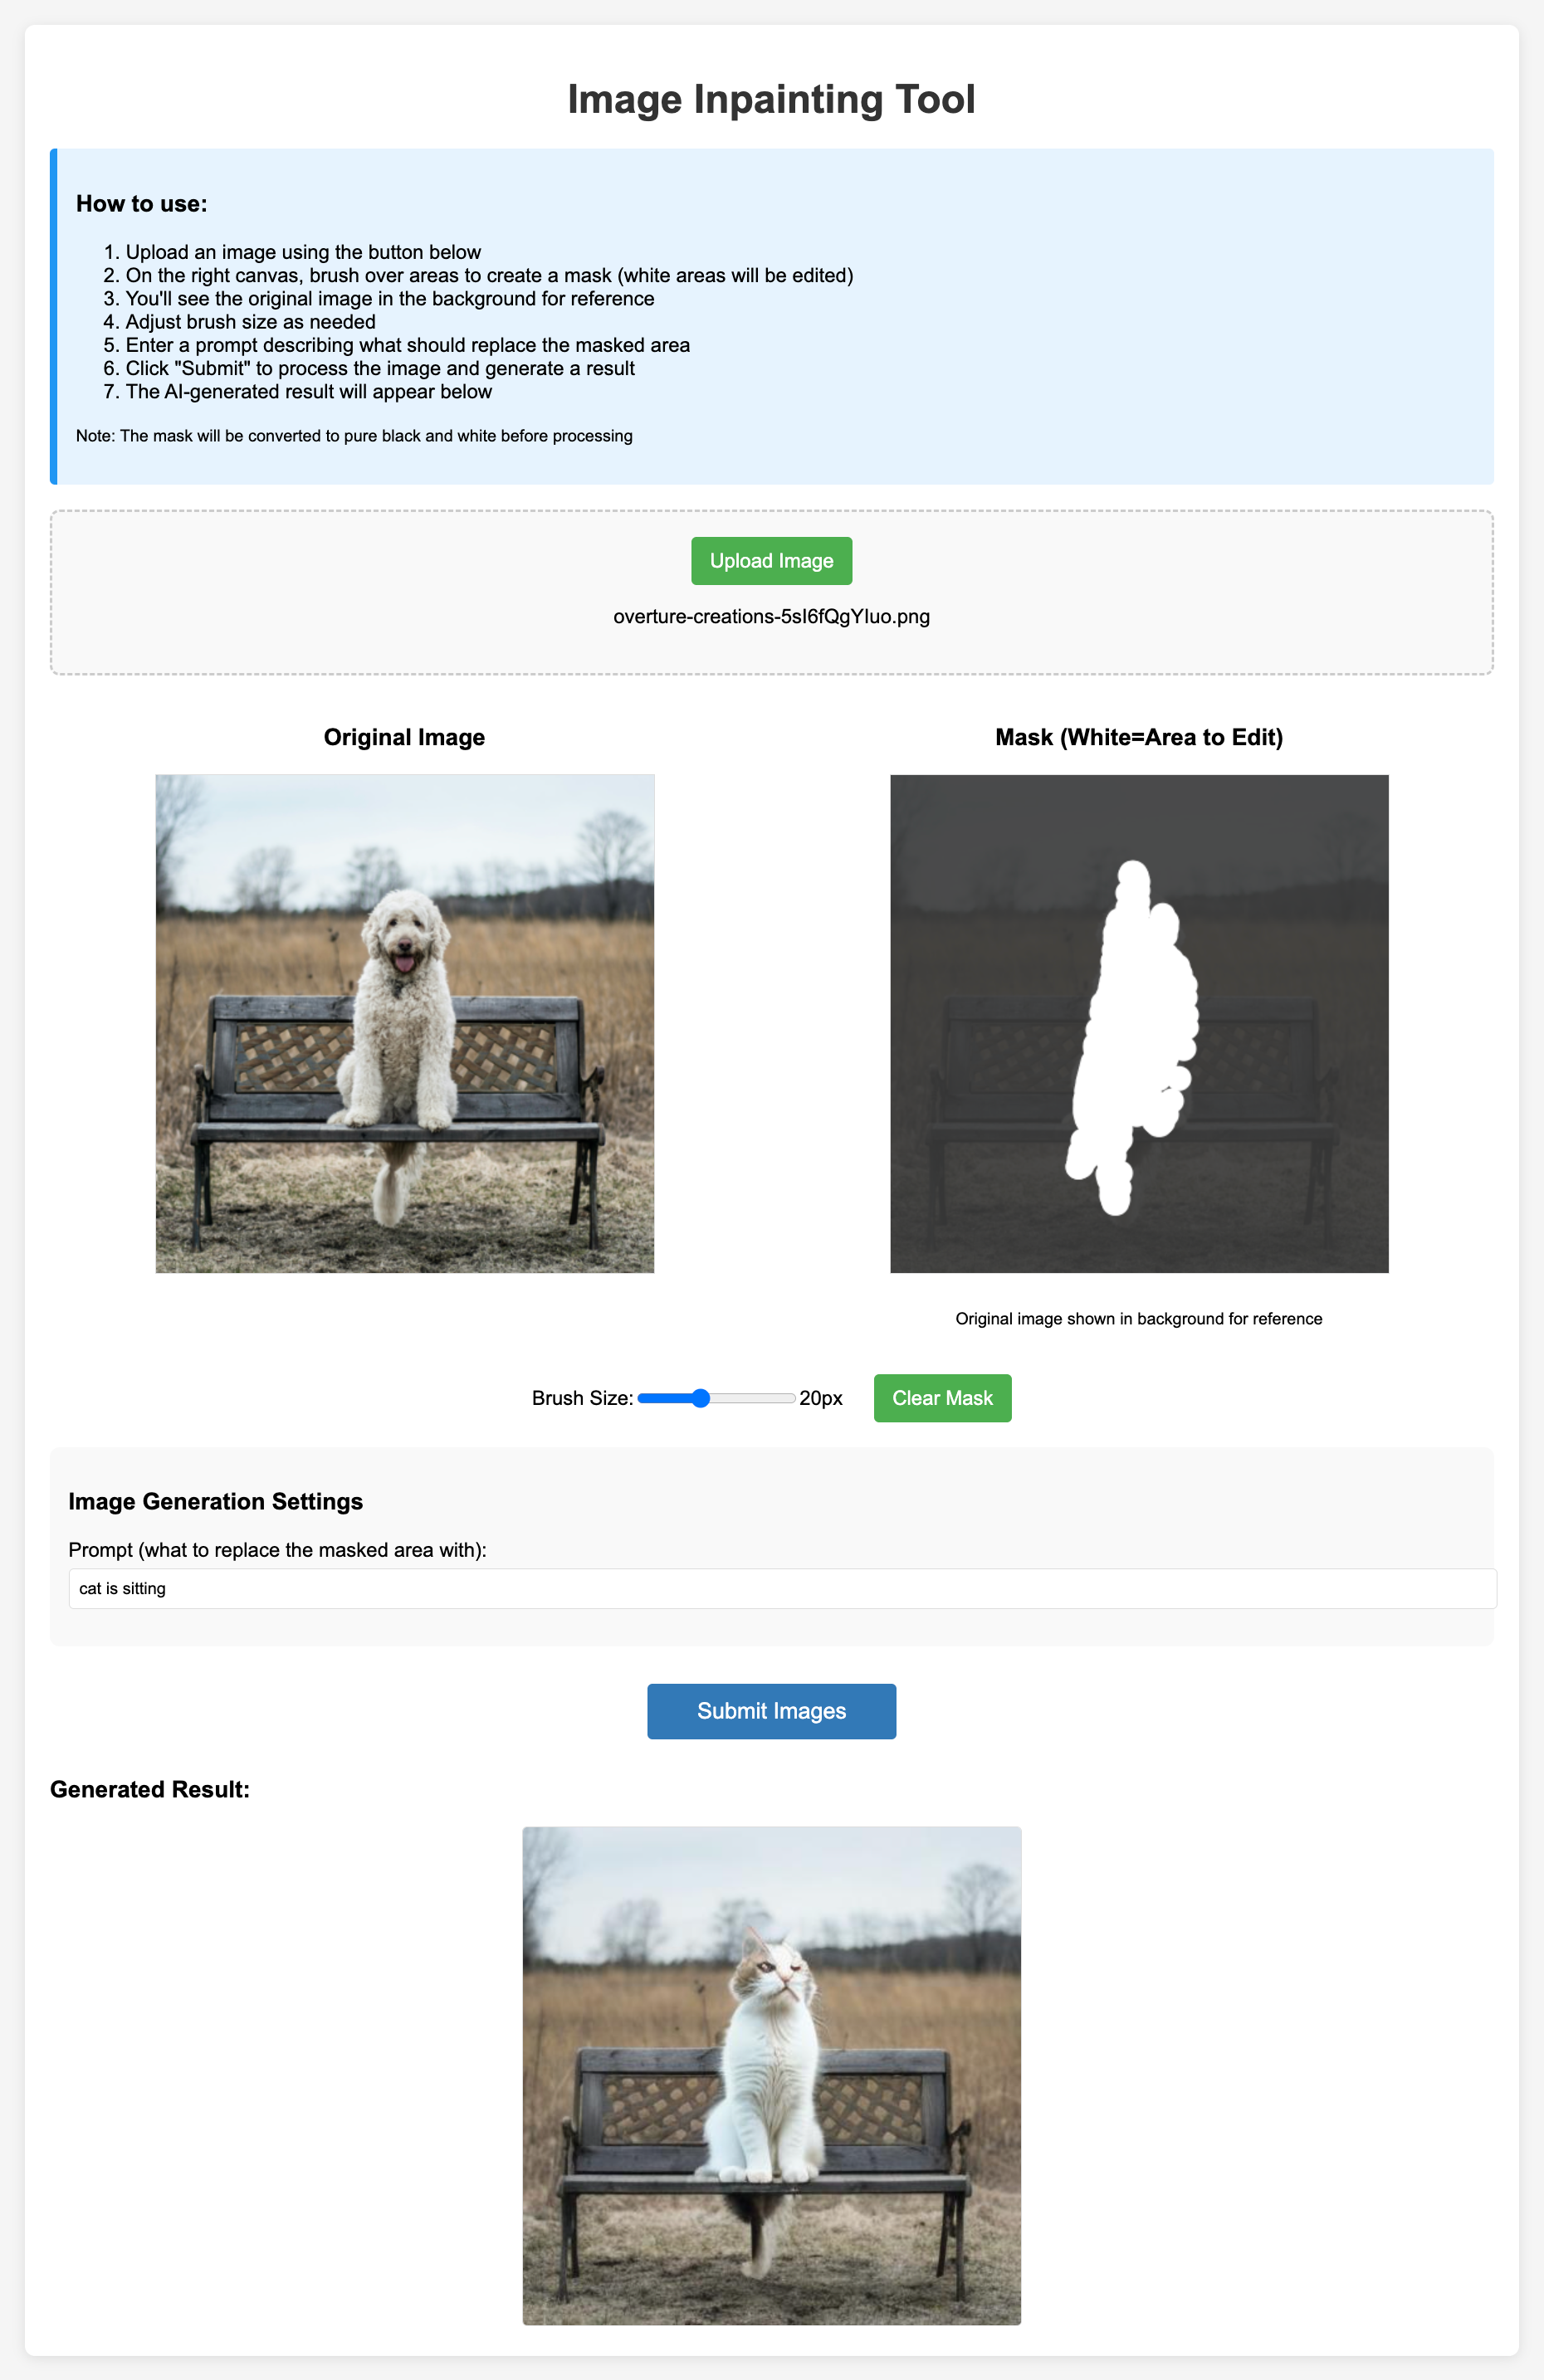 Image Inpainting Tool
How to use:
1. Upload an image using the button below
2. On the right canvas, brush over areas to create a mask (white areas will be edited)
3. You'll see the original image in the background for reference
4. Adjust brush size as needed
5. Enter a prompt describing what should replace the masked area
6. Click "Submit" to process the image and generate a result
7. The AI-generated result will appear below
Note: The mask will be converted to pure black and white before processing
Upload Image
overture-creations-5sI6fQgYIuo.png
Original Image
Mask (White=Area to Edit)
Original image shown in background for reference
Brush Size: 20px
Clear Mask
Image Generation Settings
Prompt (what to replace the masked area with):
cat is sitting
Submit Images
Generated Result: